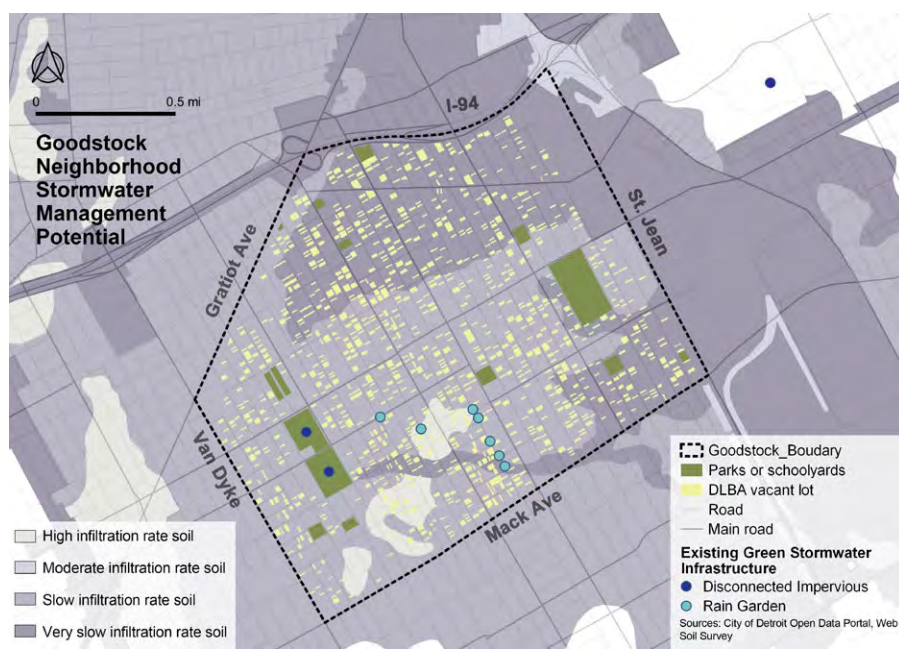 0 0.5 mi
Goodstock
Neighborhood
Stormwater
Management
Potential
I-94
Gratiot Ave
St. Jean
Van Dyke
Mack Ave
High infiltration rate soil
Moderate infiltration rate soil
Slow infiltration rate soil
Very slow infiltration rate soil
Goodstock_Boudary
Parks or schoolyards
DLBA vacant lot
Road
Main road
Existing Green Stormwater
Infrastructure
Disconnected Impervious
Rain Garden
Sources: City of Detroit Open Data Portal, Web
Soil Survey